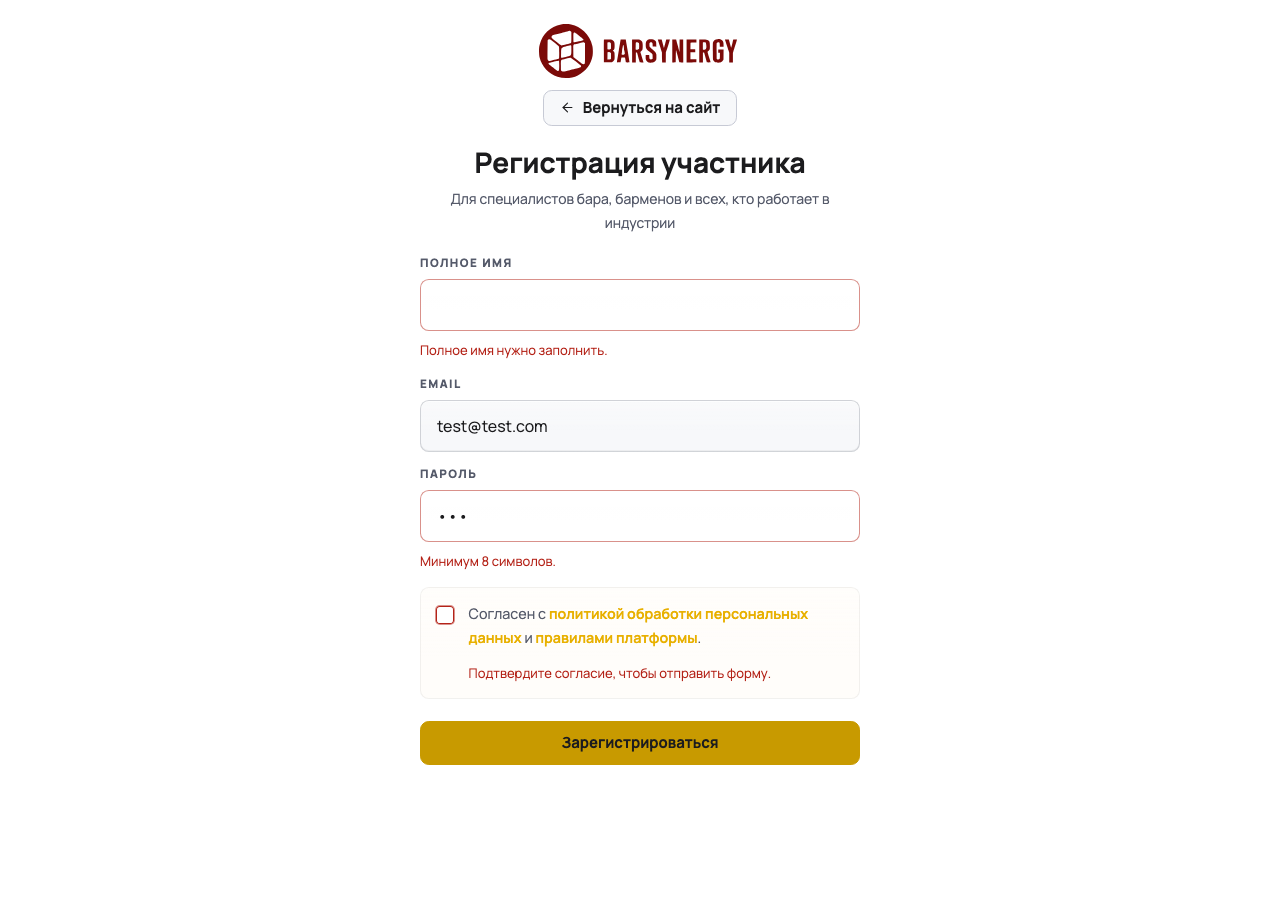 BARSYNERGY
← Вернуться на сайт
Регистрация участника
Для специалистов бара, барменов и всех, кто работает в
индустрии
ПОЛНОЕ ИМЯ
Полное имя нужно заполнить.
EMAIL
test@test.com
ПАРОЛЬ
•••
Минимум 8 символов.
Согласен с политикой обработки персональных
данных и правилами платформы.
Подтвердите согласие, чтобы отправить форму.
Зарегистрироваться